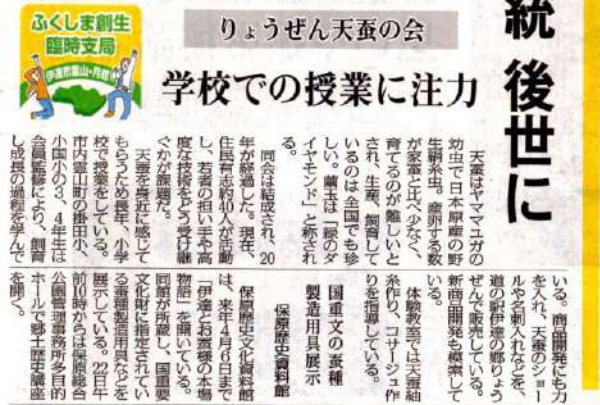 ふくしま創生
臨時支局
伊達市霊山・月舘
りょうぜん天蚕の会
学校での授業に注力
統 後世に
天蚕はヤママユガの
幼虫で日本原産の野
生絹糸虫。産卵する数
が家蚕と比べ少なく、
育てるのが難しいと
され、生産、飼育して
いるのは全国でも珍
しい。繭玉は「緑のダ
イヤモンド」と称され
る。
同会は結成され、20
年が経過した。現在、
住民有志約40人が活動
し、若者の担い手や高
度な技術をどう受け継
ぐかが課題だ。
天蚕を身近に感じて
もらうため長年、小学
校で授業をしている。
市内霊山町の掛田小、
小国小の3、4年生は
会員監修により、飼育
し成長の過程を学んで
いる。商品開発にも力
を入れ、天蚕のショー
ルや名刺入れなどを、
道の駅伊達の郷りょう
ぜんで販売している。
新商品開発も模索して
いる。
体験教室では天蚕紬
糸作り、コサージュ作
りを指導している。
国重文の蚕種
製造用具展示
保原歴史資料館
保原歴史文化資料館
は、来年4月6日まで
「伊達とお蚕様の本場
物語」を開いている。
同館が所蔵し、国重要
文化財に指定されてい
る蚕種製造用具などを
展示している。22日午
前10時からは保原総合
公園管理事務所多目的
ホールで郷土歴史講座
を開く。